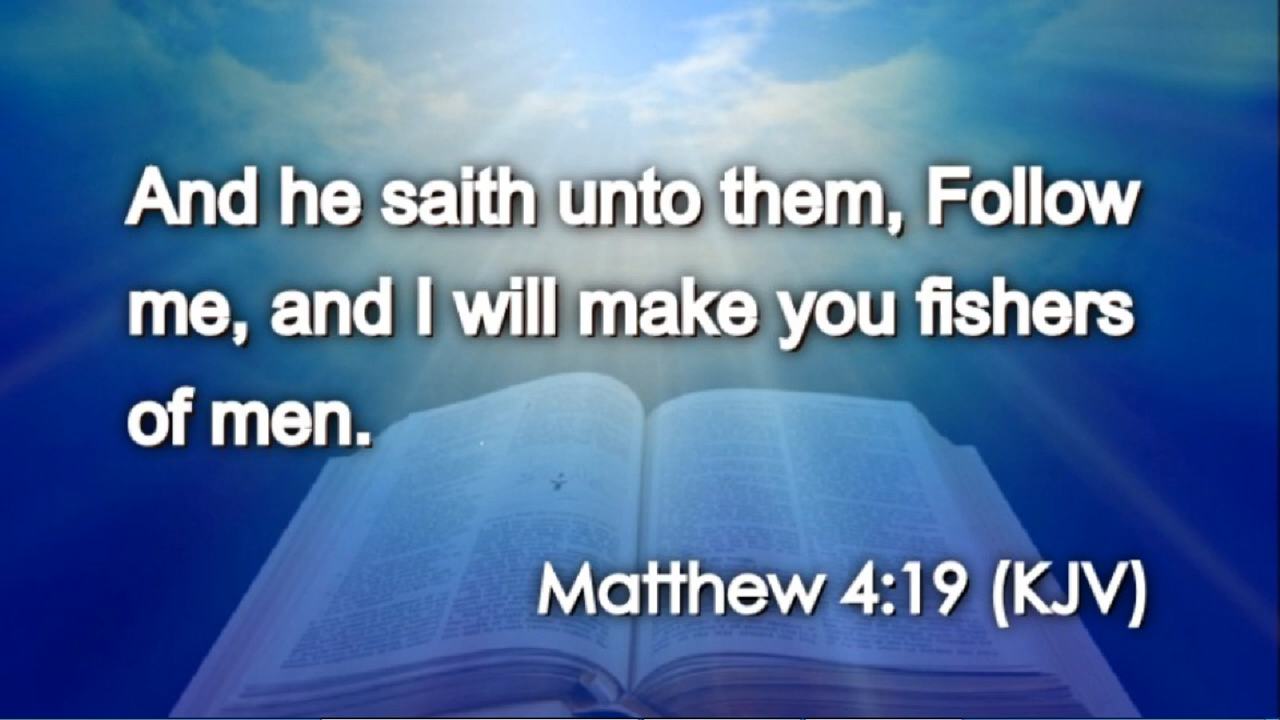 And he saith unto them, Follow
me, and I will make you fishers
of men.
Matthew 4:19 (KJV)